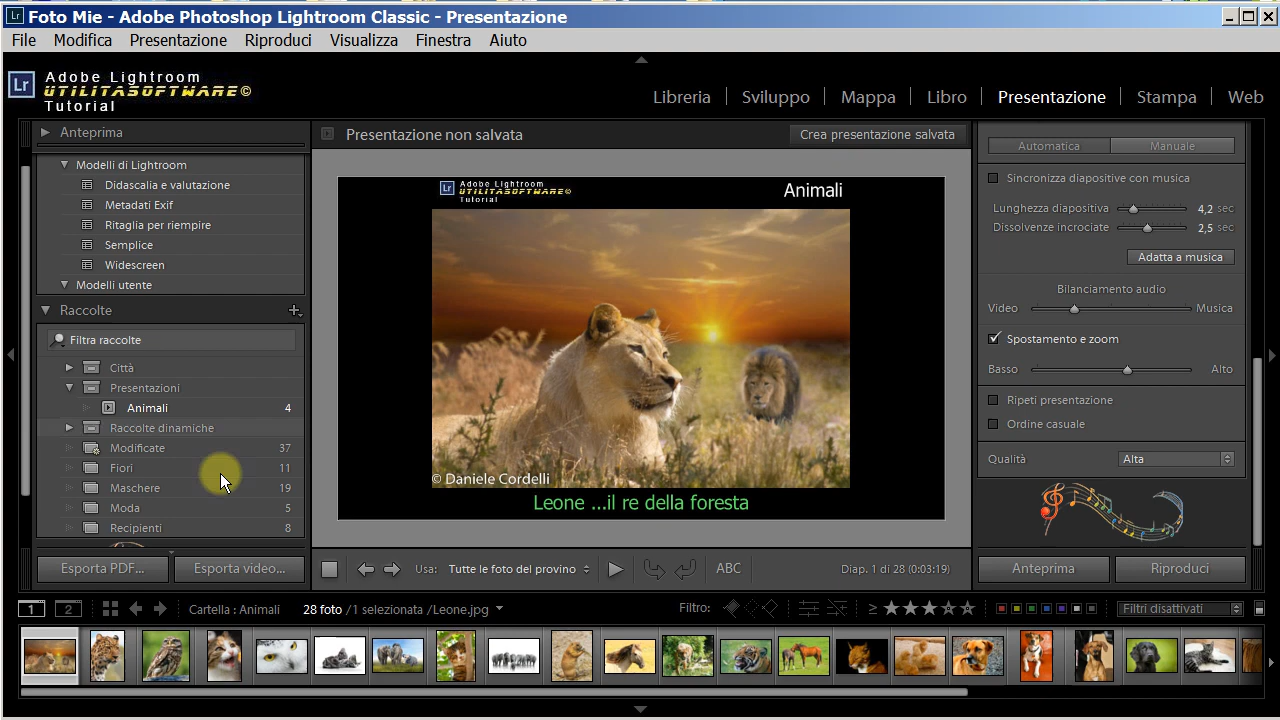 Foto Mie - Adobe Photoshop Lightroom Classic - Presentazione
File Modifica Presentazione Riproduci Visualizza Finestra Aiuto
Lr Adobe Lightroom
UTILITASOFTWARE©
Tutorial
Libreria Sviluppo Mappa Libro Presentazione Stampa Web
Anteprima
Modelli di Lightroom
Didascalia e valutazione
Metadati Exif
Ritaglia per riempire
Semplice
Widescreen
Modelli utente
Raccolte
Filtra raccolte
Città
Presentazioni
Animali 4
Raccolte dinamiche
Modificate 37
Fiori 11
Maschere 19
Moda 5
Recipienti 8
Esporta PDF... Esporta video...
Presentazione non salvata Crea presentazione salvata
Lr Adobe Lightroom
UTILITASOFTWARE©
Tutorial
Animali
© Daniele Cordelli
Leone ...il re della foresta
Usa: Tutte le foto del provino ABC Diap. 1 di 28 (0:03:19)
Automatica Manuale
Sincronizza diapositive con musica
Lunghezza diapositiva 4,2 sec
Dissolvenze incrociate 2,5 sec
Adatta a musica
Bilanciamento audio
Video Musica
Spostamento e zoom
Basso Alto
Ripeti presentazione
Ordine casuale
Qualità Alta
Anteprima Riproduci
1 2 Cartella : Animali 28 foto /1 selezionata /Leone.jpg Filtro: ≥ Filtri disattivati